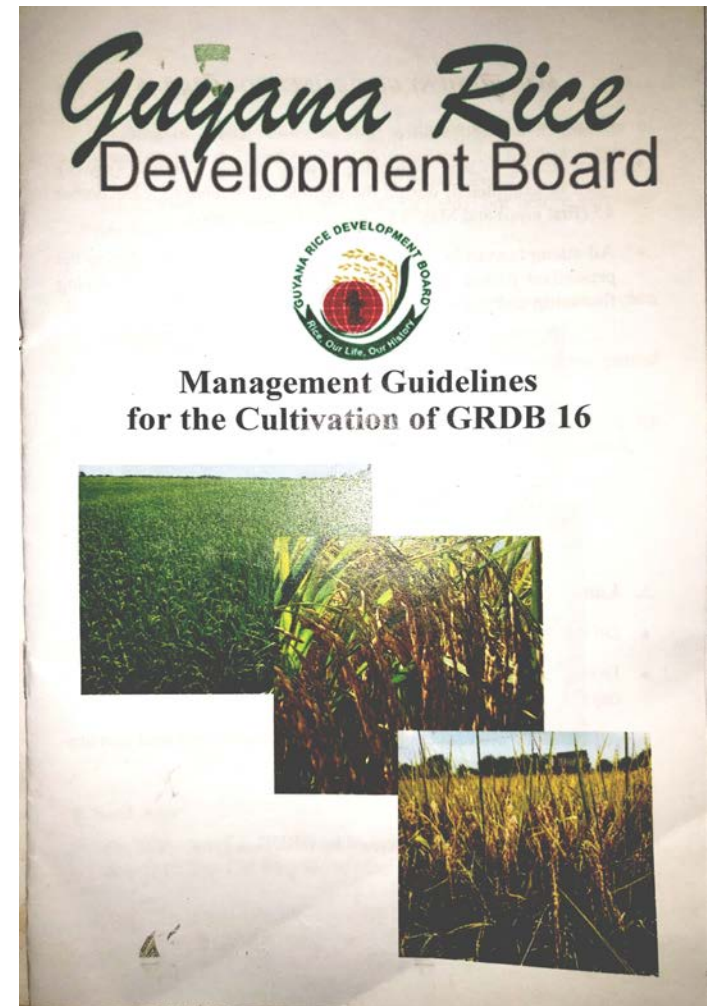 Guyana Rice
Development Board
GUYANA RICE DEVELOPMENT BOARD
Rice, Our Life, Our History
Management Guidelines
for the Cultivation of GRDB 16